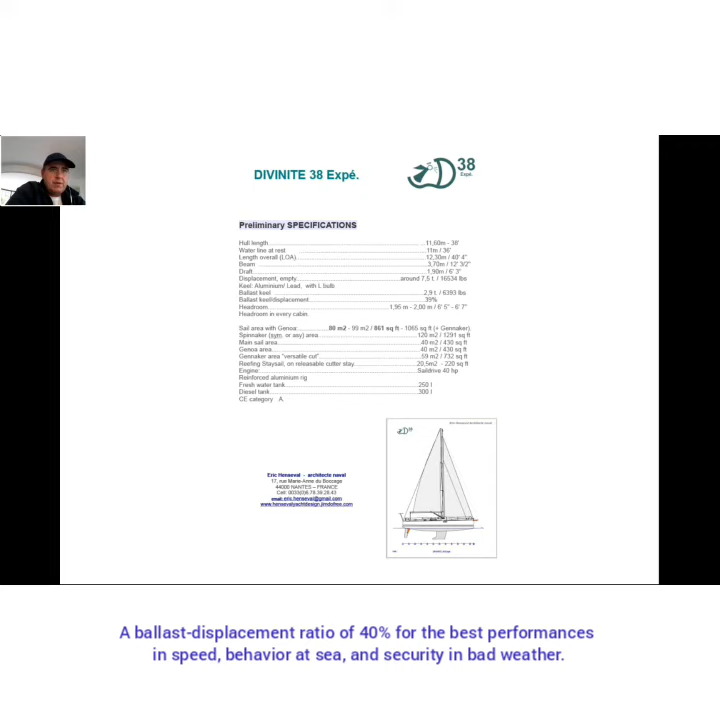 DIVINITE 38 Expé.
38
Expé.
Preliminary SPECIFICATIONS
Hull length......11,60m - 38'
Water line at rest ......11m / 36'
Length overall (LOA)......12,30m / 40' 4"
Beam ......3,70m / 12' 3/2"
Draft......1,90m / 6' 3"
Displacement, empty......around 7,5 t. / 16534 lbs
Keel: Aluminium/ Lead, with L bulb
Ballast keel......2,9 t. / 6393 lbs
Ballast keel/displacement......39%
Headroom......1,95 m - 2,00 m / 6' 5" - 6' 7"
Headroom in every cabin.
Sail area with Genoa:......80 m2 - 99 m2 / 861 sq ft - 1065 sq ft (+ Gennaker)
Spinnaker (sym. or asy) area......120 m2 / 1291 sq ft
Main sail area......40 m2 / 430 sq ft
Genoa area......40 m2 / 430 sq ft
Gennaker area "versatile cut"......59 m2 / 732 sq ft
Reefing Staysail, on releasable cutter stay......20,5m2 - 220 sq ft
Engine:......Saildrive 40 hp
Reinforced aluminium rig
Fresh water tank......250 l
Diesel tank......300 l
CE category A.
Eric Henseval - architecte naval
17, rue Marie-Anne du Boccage
44000 NANTES – FRANCE
Cell: 0033(0)6.78.39.28.43
email: eric.henseval@gmail.com
www.hensevalyachtdesign.jimdofree.com
A ballast-displacement ratio of 40% for the best performances
in speed, behavior at sea, and security in bad weather.